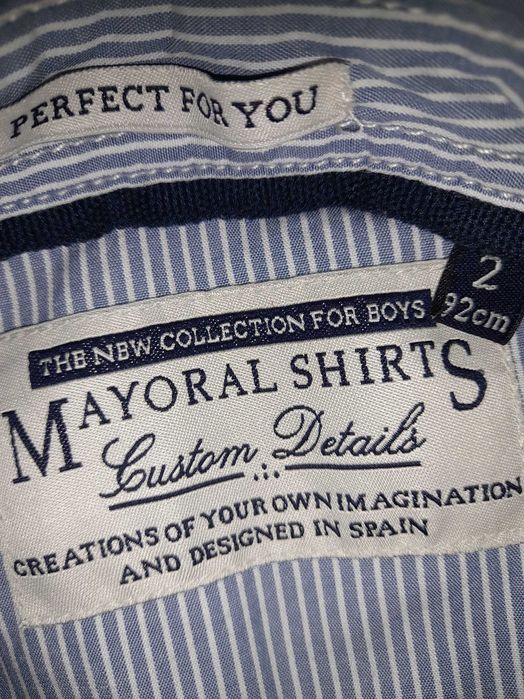 PERFECT FOR YOU
2
92cm
THE NEW COLLECTION FOR BOYS
MAYORAL SHIRTS
Custom Details
CREATIONS OF YOUR OWN IMAGINATION
AND DESIGNED IN SPAIN